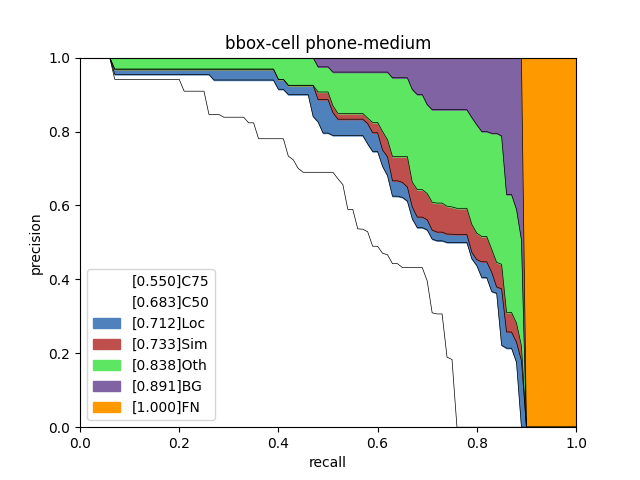 bbox-cell phone-medium
1.0
0.8
0.6
0.4
0.2
0.0
precision
[0.550]C75
[0.683]C50
[0.712]Loc
[0.733]Sim
[0.838]Oth
[0.891]BG
[1.000]FN
0.0 0.2 0.4 0.6 0.8 1.0
recall